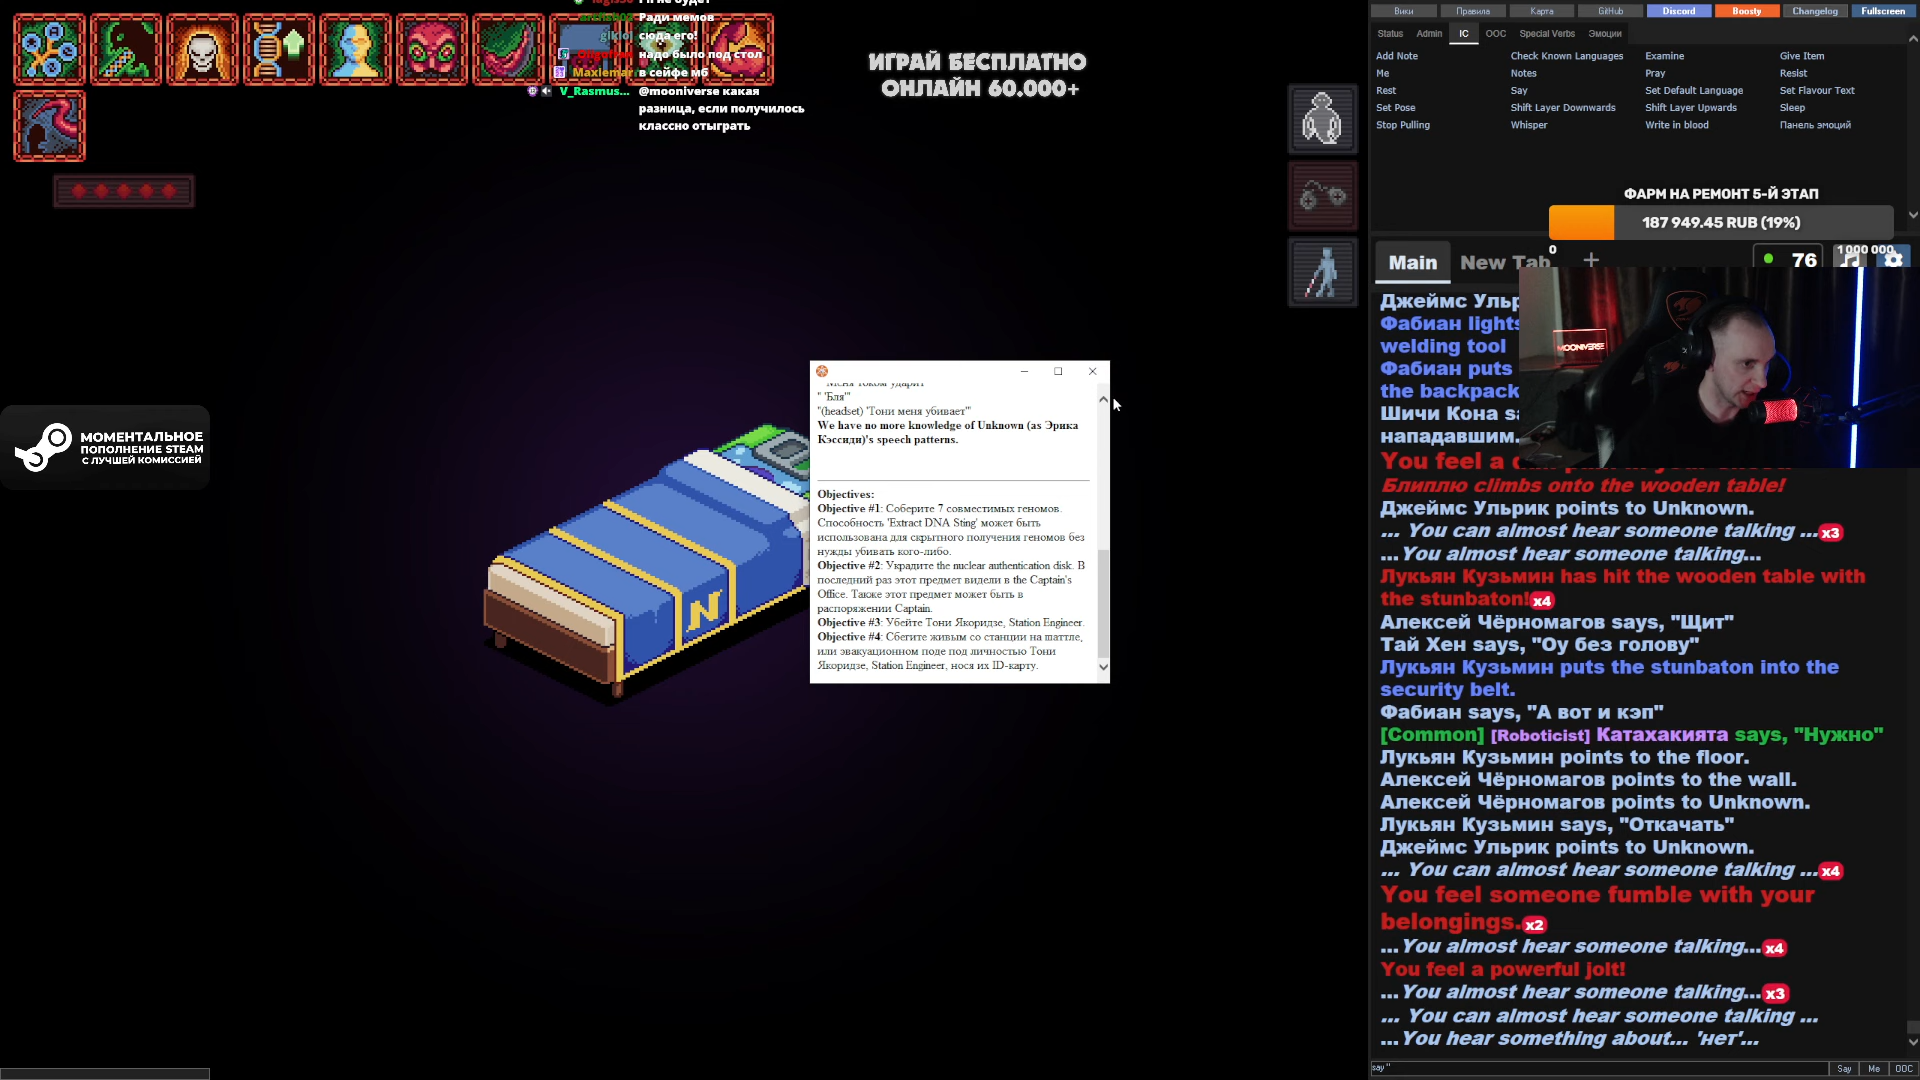 Ради мемов
giklol сюда его!
надо было под стол
Maxlemar в сейфе мб
V_Rasmus... @mooniverse какая
разница, если получилось
классно отыграть
ИГРАЙ БЕСПЛАТНО
ОНЛАЙН 60.000+
МОМЕНТАЛЬНОЕ
ПОПОЛНЕНИЕ STEAM
С ЛУЧШЕЙ КОМИССИЕЙ
N
"Меня током ударит"
" 'Бля'"
"(headset) 'Тони меня убивает'"
We have no more knowledge of Unknown (as Эрика
Кэссиди)'s speech patterns.
Objectives:
Objective #1: Соберите 7 совместимых геномов.
Способность 'Extract DNA Sting' может быть
использована для скрытного получения геномов без
нужды убивать кого-либо.
Objective #2: Украдите the nuclear authentication disk. В
последний раз этот предмет видели в the Captain's
Office. Также этот предмет может быть в
распоряжении Captain.
Objective #3: Убейте Тони Якоридзе, Station Engineer.
Objective #4: Сбегите живым со станции на шаттле,
или эвакуационном поде под личностью Тони
Якоридзе, Station Engineer, нося их ID-карту.
Вики Правила Карта GitHub Discord Boosty Changelog Fullscreen
Status Admin IC OOC Special Verbs Эмоции
Add Note Check Known Languages Examine Give Item
Me Notes Pray Resist
Rest Say Set Default Language Set Flavour Text
Set Pose Shift Layer Downwards Shift Layer Upwards Sleep
Stop Pulling Whisper Write in blood Панель эмоций
ФАРМ НА РЕМОНТ 5-Й ЭТАП
187 949.45 RUB (19%)
0 1 000 000
Main New Tab + 76
MOONIVERSE
Джеймс Улър
Фабиан lights
welding tool
Фабиан puts
the backpack
Шичи Кона sa
нападавшим.
You feel a
Блиплю climbs onto the wooden table!
Джеймс Ульрик points to Unknown.
... You can almost hear someone talking ...x3
...You almost hear someone talking...
Лукьян Кузьмин has hit the wooden table with
the stunbaton!x4
Алексей Чёрномагов says, "Щит"
Тай Хен says, "Оу без голову"
Лукьян Кузьмин puts the stunbaton into the
security belt.
Фабиан says, "А вот и кэп"
[Common] [Roboticist] Катахакията says, "Нужно"
Лукьян Кузьмин points to the floor.
Алексей Чёрномагов points to the wall.
Алексей Чёрномагов points to Unknown.
Лукьян Кузьмин says, "Откачать"
Джеймс Ульрик points to Unknown.
... You can almost hear someone talking ...x4
You feel someone fumble with your
belongings.x2
...You almost hear someone talking...x4
You feel a powerful jolt!
...You almost hear someone talking...x3
... You can almost hear someone talking ...
...You hear something about... 'нет'...
say "
Say Me OOC